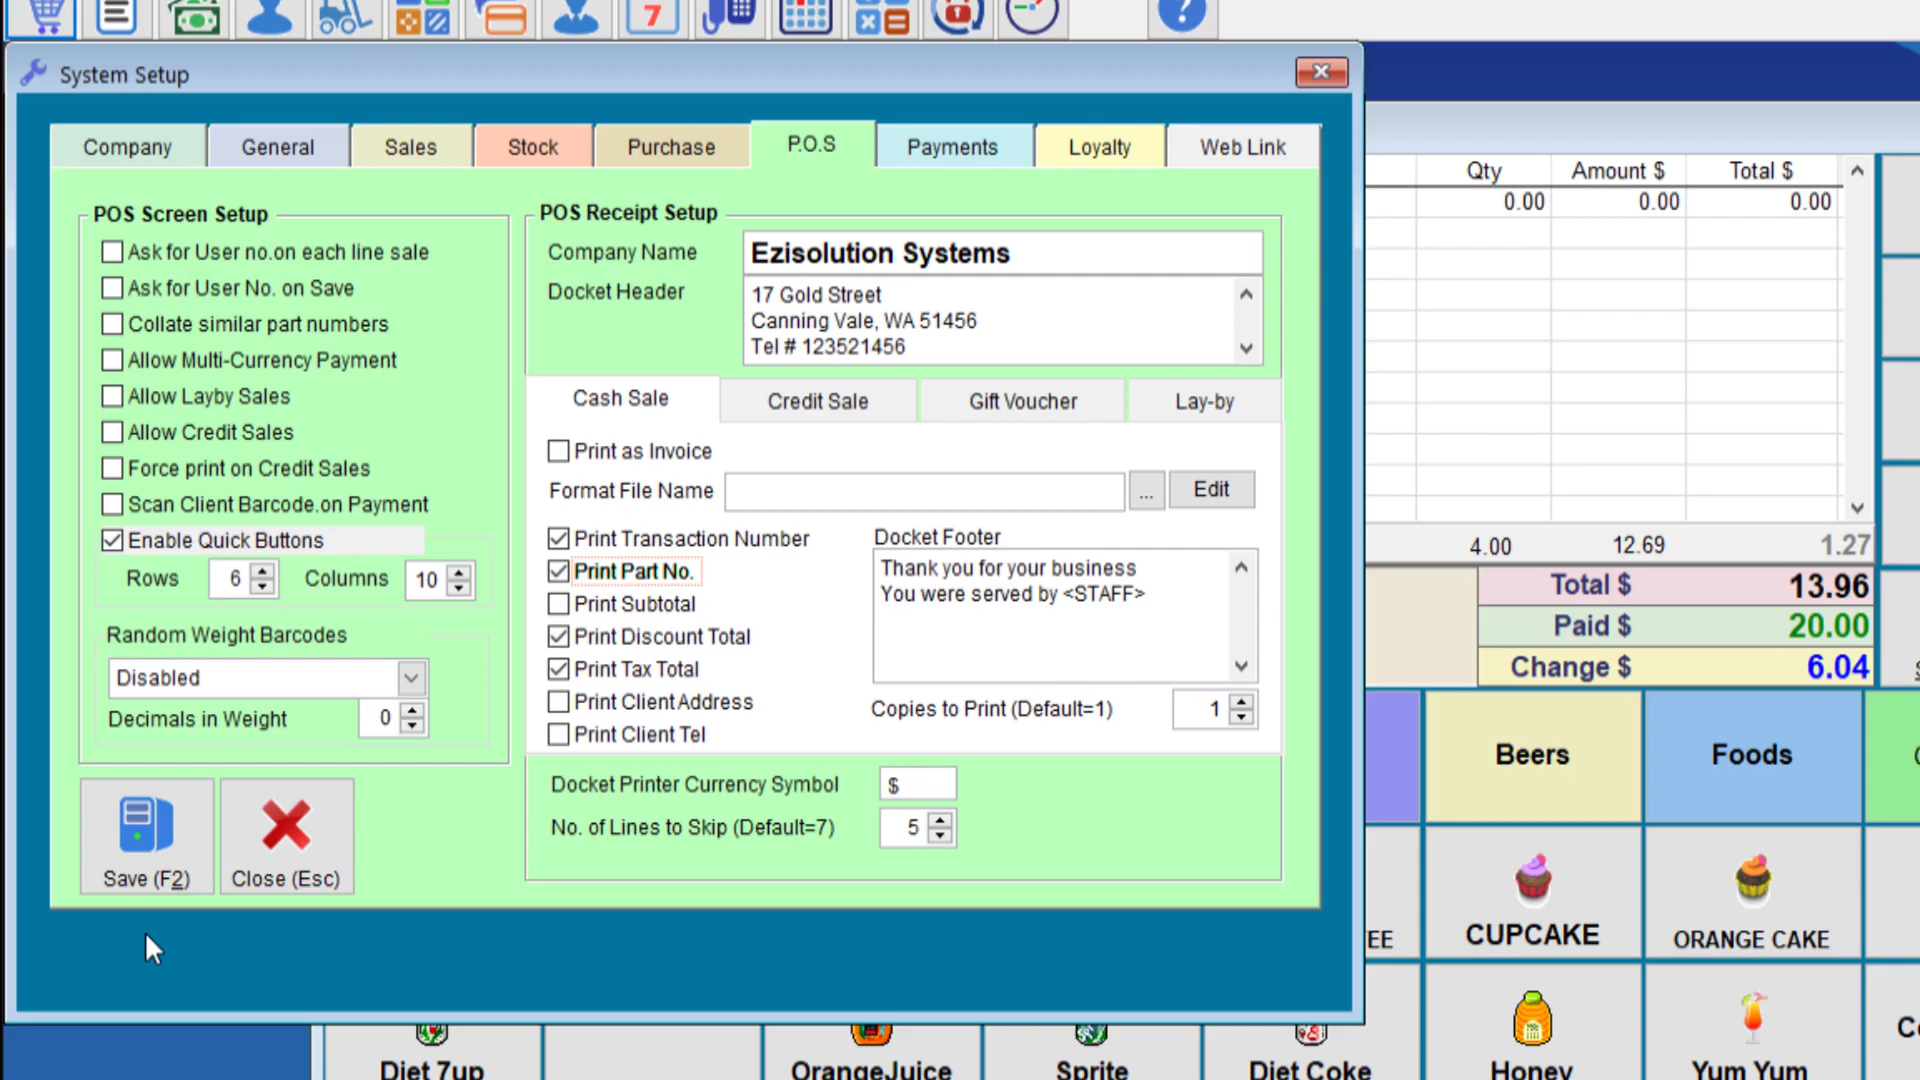 7
?
System Setup
Company
General
Sales
Stock
Purchase
P.O.S
Payments
Loyalty
Web Link
POS Screen Setup
Ask for User no.on each line sale
Ask for User No. on Save
Collate similar part numbers
Allow Multi-Currency Payment
Allow Layby Sales
Allow Credit Sales
Force print on Credit Sales
Scan Client Barcode.on Payment
Enable Quick Buttons
Rows 6 Columns 10
Random Weight Barcodes
Disabled
Decimals in Weight 0
Save (F2)
Close (Esc)
POS Receipt Setup
Company Name Ezisolution Systems
Docket Header 17 Gold Street
Canning Vale, WA 51456
Tel # 123521456
Cash Sale
Credit Sale
Gift Voucher
Lay-by
Print as Invoice
Format File Name ... Edit
Print Transaction Number
Print Part No.
Print Subtotal
Print Discount Total
Print Tax Total
Print Client Address
Print Client Tel
Docket Footer
Thank you for your business
You were served by <STAFF>
Copies to Print (Default=1) 1
Docket Printer Currency Symbol $
No. of Lines to Skip (Default=7) 5
Qty Amount $ Total $
0.00 0.00 0.00
4.00 12.69 1.27
Total $ 13.96
Paid $ 20.00
Change $ 6.04
Beers
Foods
EE
CUPCAKE
ORANGE CAKE
Diet 7up
OrangeJuice
Sprite
Diet Coke
Honey
Yum Yum